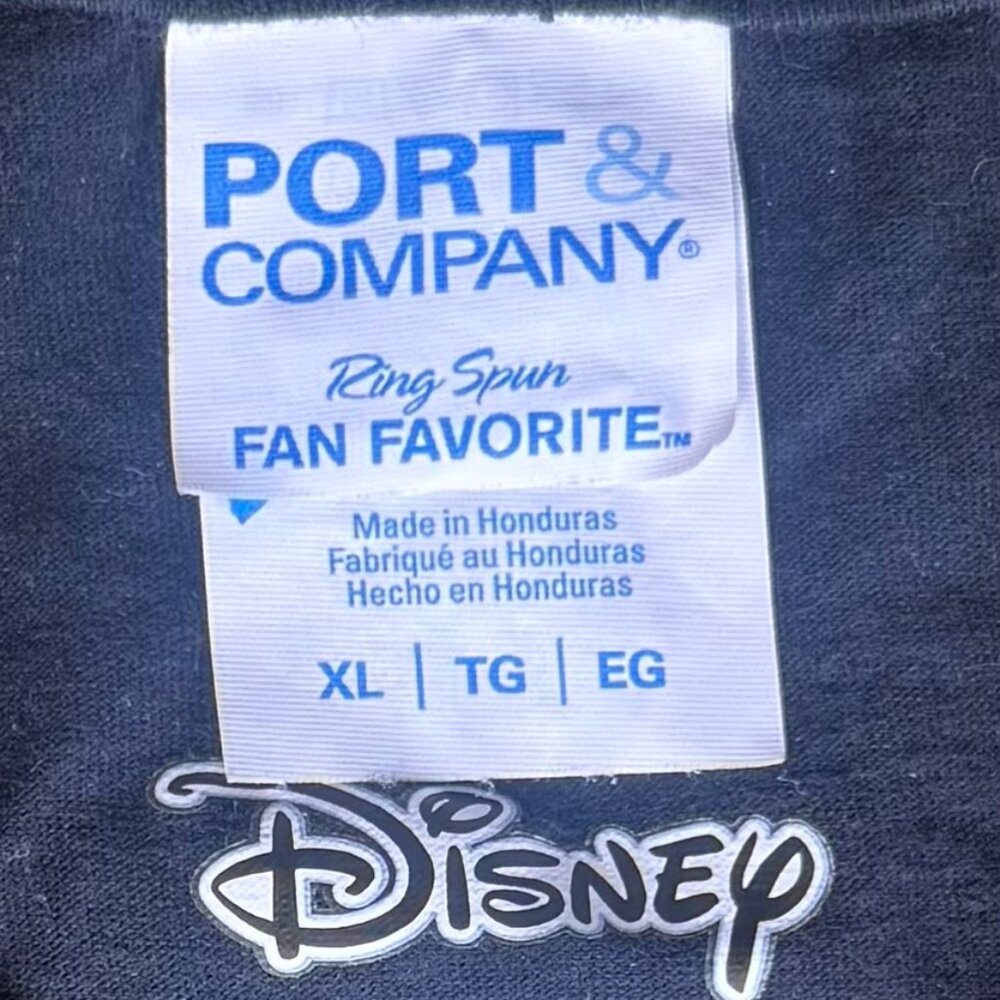 PORT &
COMPANY®
Ring Spun
FAN FAVORITE™
Made in Honduras
Fabriqué au Honduras
Hecho en Honduras
XL | TG | EG
DISNEY